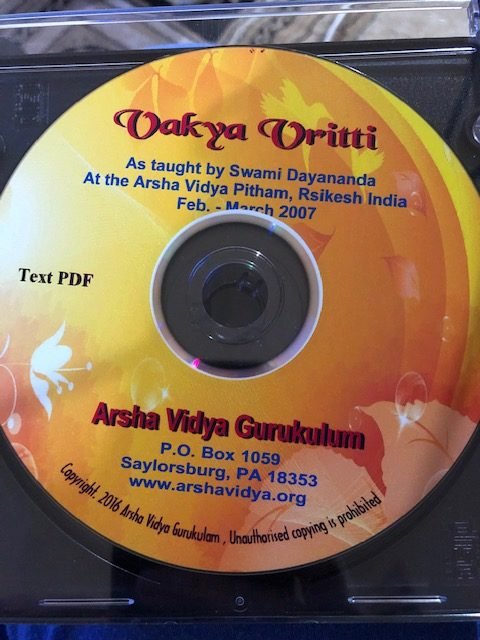 Vakya Vritti
As taught by Swami Dayananda
At the Arsha Vidya Pitham, Rsikesh India
Feb. - March 2007
Text PDF
Arsha Vidya Gurukulum
P.O. Box 1059
Saylorsburg, PA 18353
www.arshavidya.org
Copyright. 2016 Arsha Vidya Gurukulam , Unauthorised copying is prohibited